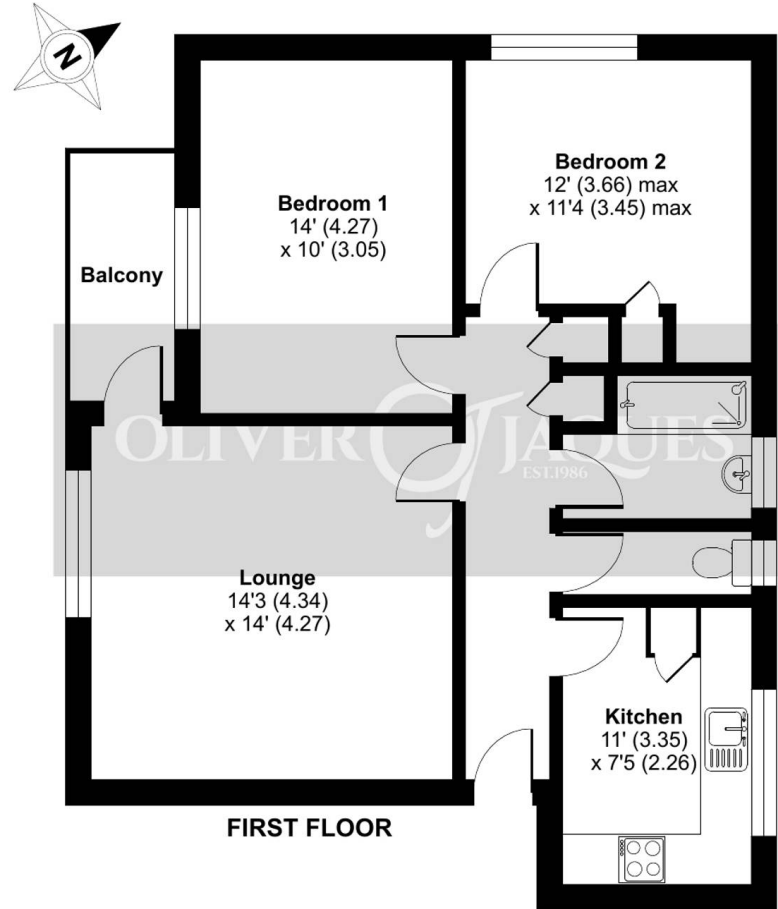 N
Bedroom 1
14' (4.27)
x 10' (3.05)
Bedroom 2
12' (3.66) max
x 11'4 (3.45) max
Balcony
OLIVER JAQUES
EST.1986
Lounge
14'3 (4.34)
x 14' (4.27)
Kitchen
11' (3.35)
x 7'5 (2.26)
FIRST FLOOR